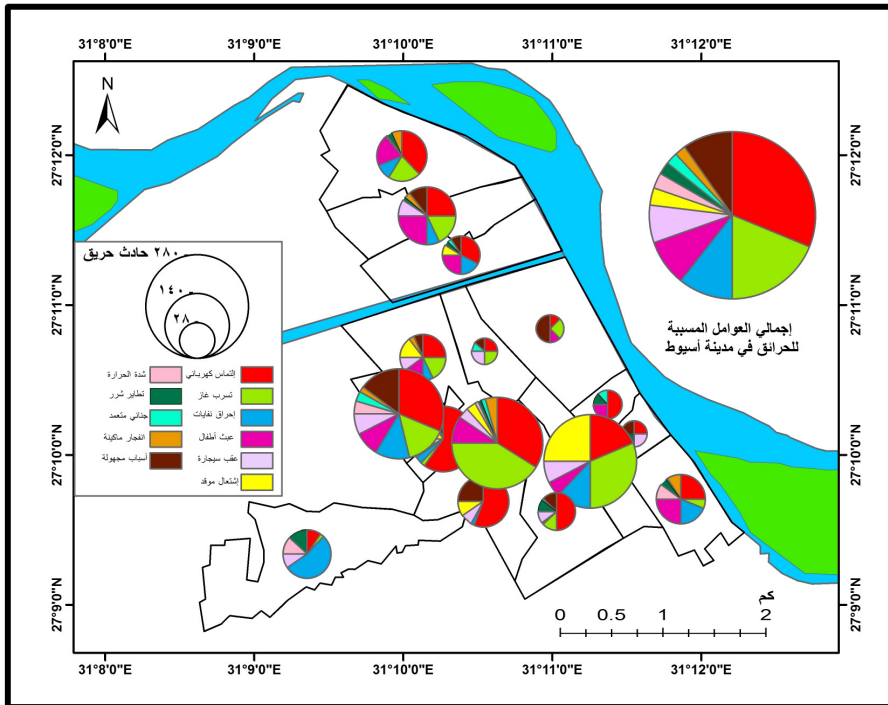 31°8'0"E 31°9'0"E 31°10'0"E 31°11'0"E 31°12'0"E
N
27°12'0"N 27°12'0"N
27°11'0"N 27°11'0"N
27°10'0"N 27°10'0"N
27°9'0"N 27°9'0"N
إجمالي العوامل المسببة
للحرائق في مدينة أسيوط
٢٨٠ حادث حريق
١٤٠
٢٨
إلتماس كهربائي شدة الحرارة
تسرب غاز تطاير شرر
إحراق نفايات جنائي متعمد
عبث أطفال انفجار ماكينة
عقب سيجارة أسباب مجهولة
إشتعال موقد
كم
0 0.5 1 2
31°8'0"E 31°9'0"E 31°10'0"E 31°11'0"E 31°12'0"E